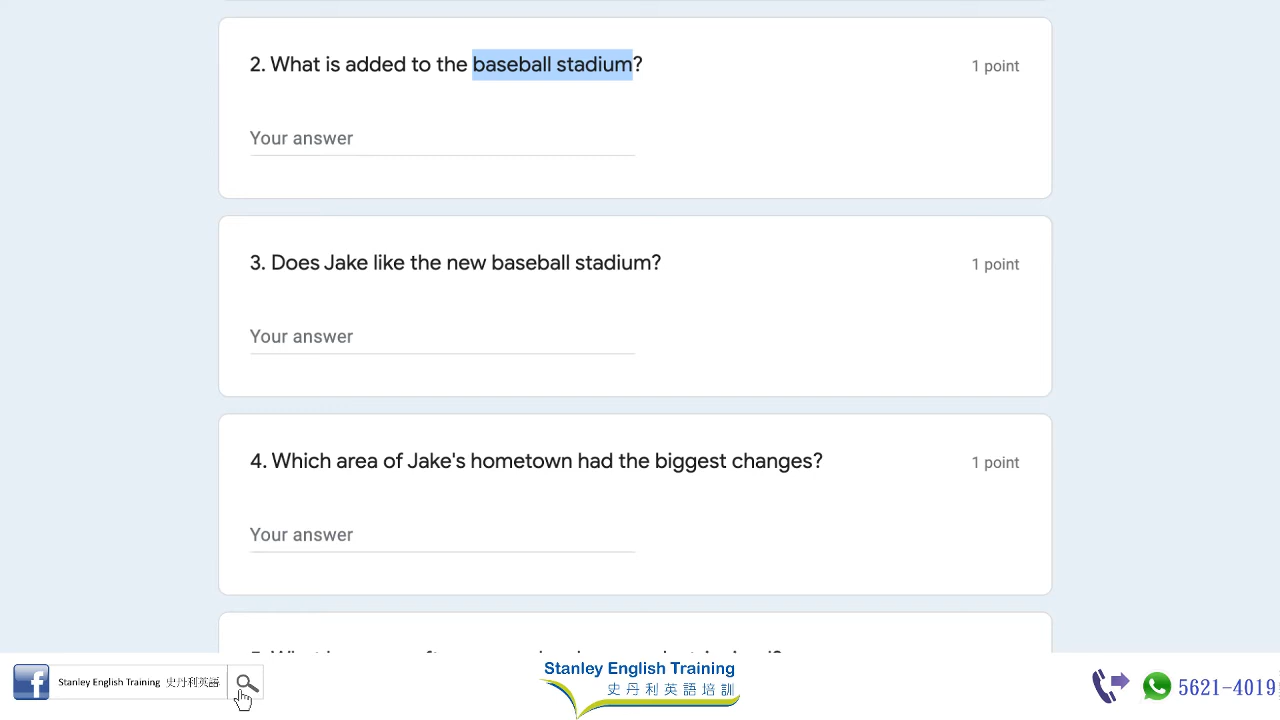 2. What is added to the baseball stadium?
1 point
Your answer
3. Does Jake like the new baseball stadium?
1 point
Your answer
4. Which area of Jake's hometown had the biggest changes?
1 point
Your answer
Stanley English Training 史丹利英語
Stanley English Training
史丹利英語培訓
5621-4019